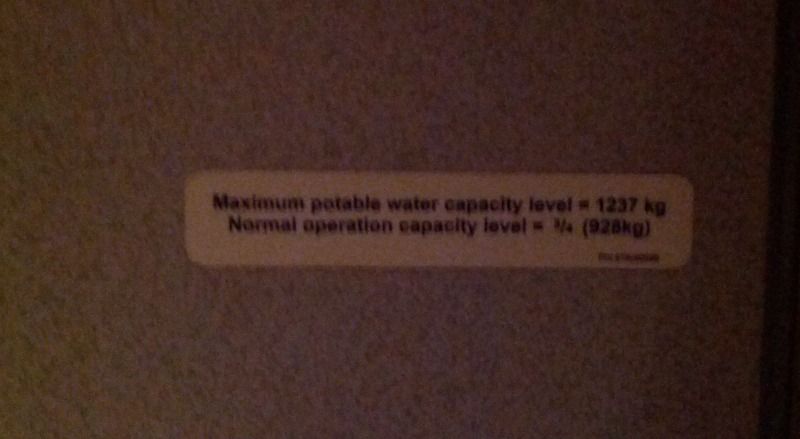 Maximum potable water capacity level = 1237 kg
Normal operation capacity level = ¾ (928kg)